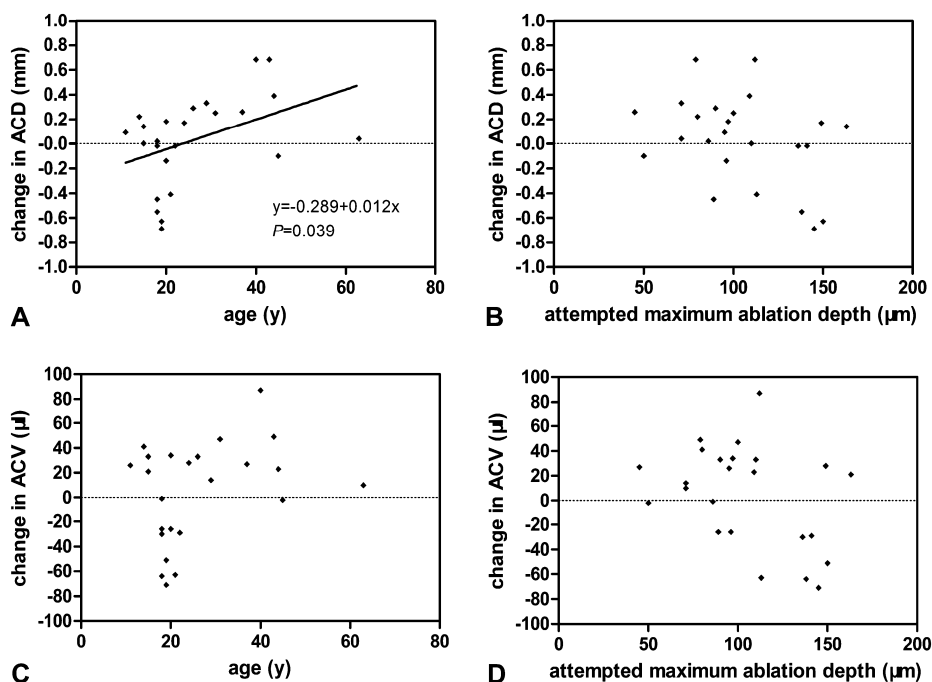 1.0
0.8
0.6
0.4
0.2
-0.0
-0.2
-0.4
-0.6
-0.8
-1.0
change in ACD (mm)
y=-0.289+0.012x
P=0.039
0 20 40 60 80
age (y)
A
1.0
0.8
0.6
0.4
0.2
-0.0
-0.2
-0.4
-0.6
-0.8
-1.0
change in ACD (mm)
50 100 150 200
attempted maximum ablation depth (µm)
B
100
80
60
40
20
0
-20
-40
-60
-80
-100
change in ACV (µl)
0 20 40 60 80
age (y)
C
100
80
60
40
20
0
-20
-40
-60
-80
-100
change in ACV (µl)
0 50 100 150 200
attempted maximum ablation depth (µm)
D